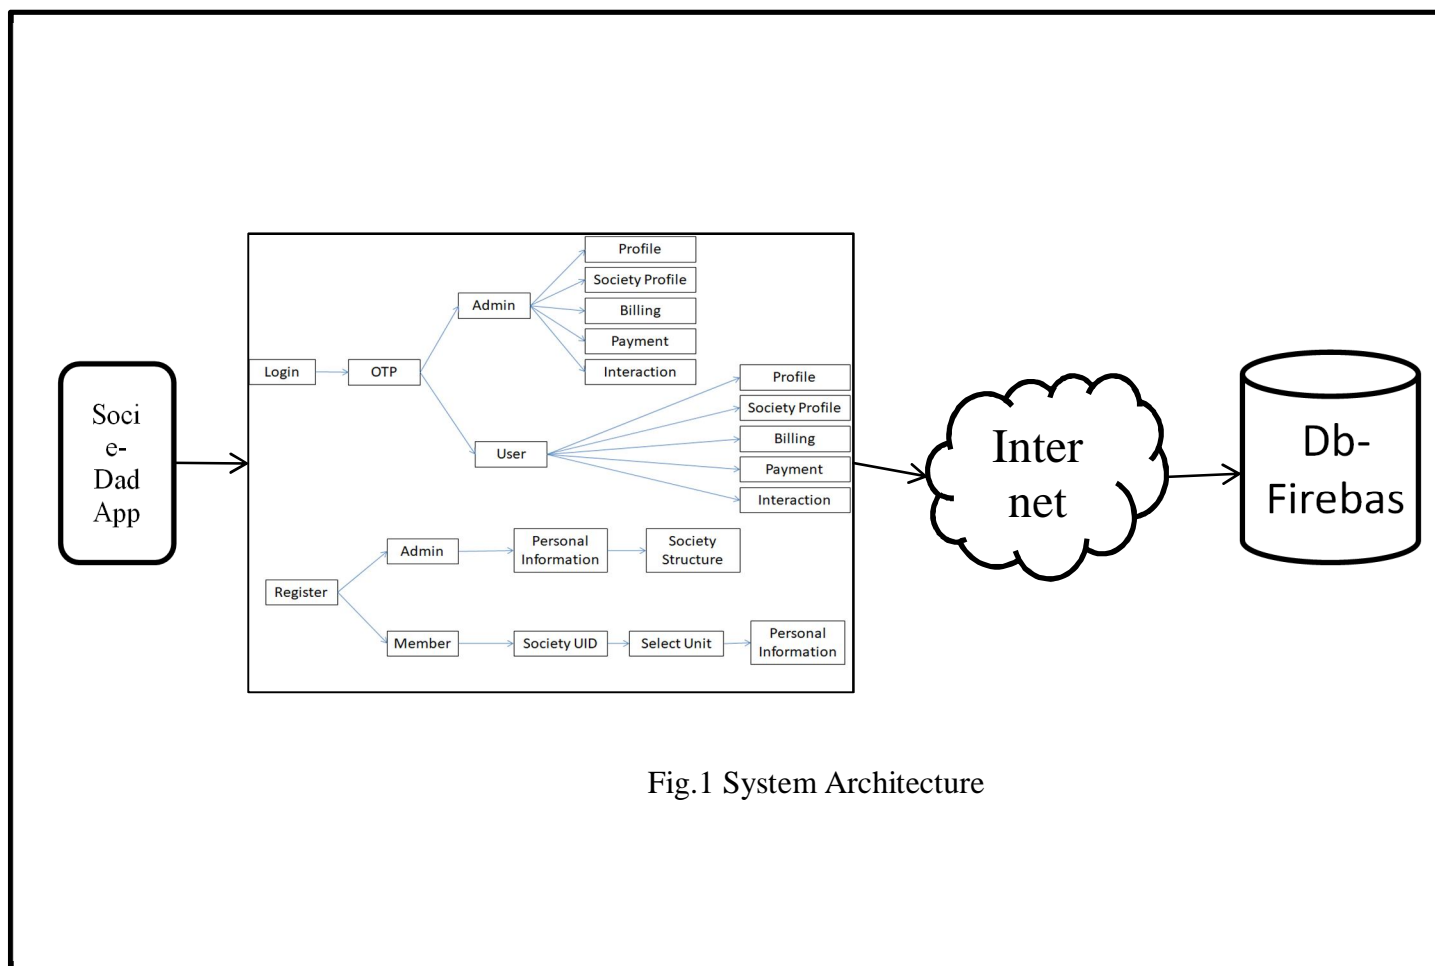 Soci
e-
Dad
App
Login
OTP
Admin
Profile
Society Profile
Billing
Payment
Interaction
User
Profile
Society Profile
Billing
Payment
Interaction
Register
Admin
Personal
Information
Society
Structure
Member
Society UID
Select Unit
Personal
Information
Inter
net
Db-
Firebas
Fig.1 System Architecture